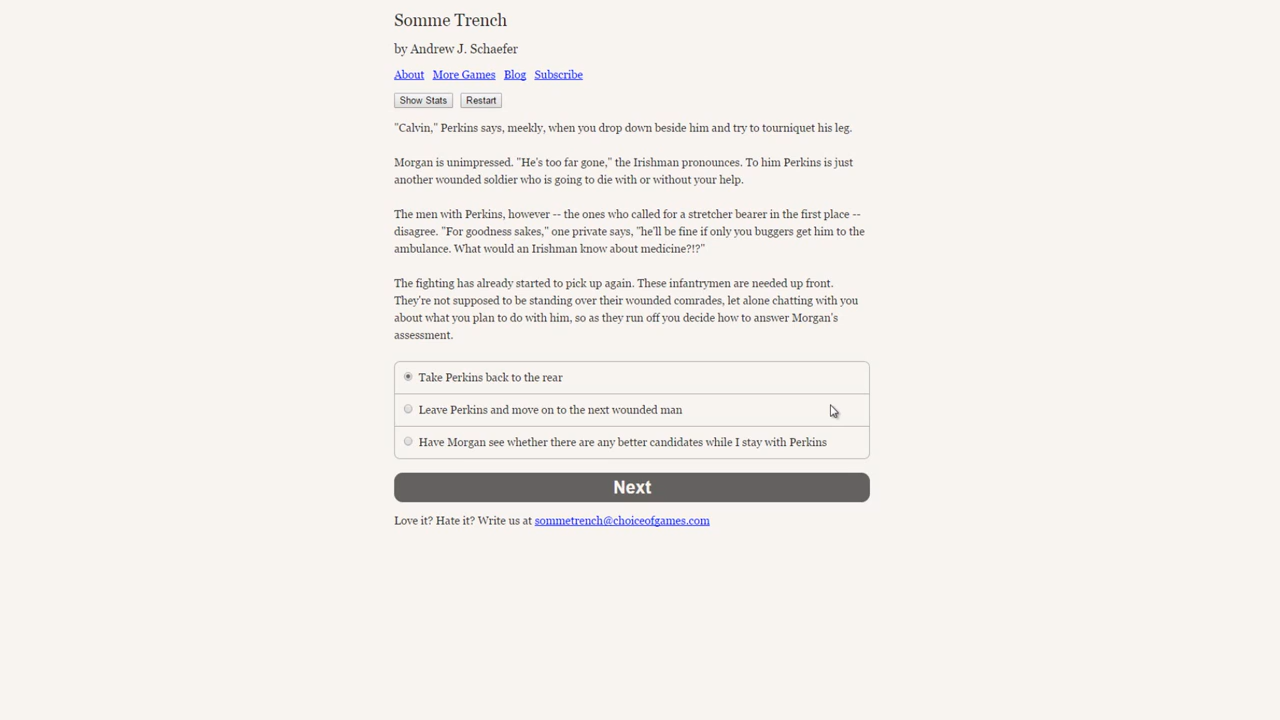 Somme Trench
by Andrew J. Schaefer
About More Games Blog Subscribe
Show Stats Restart
"Calvin," Perkins says, meekly, when you drop down beside him and try to tourniquet his leg.
Morgan is unimpressed. "He's too far gone," the Irishman pronounces. To him Perkins is just
another wounded soldier who is going to die with or without your help.
The men with Perkins, however -- the ones who called for a stretcher bearer in the first place --
disagree. "For goodness sakes," one private says, "he'll be fine if only you buggers get him to the
ambulance. What would an Irishman know about medicine?!?"
The fighting has already started to pick up again. These infantrymen are needed up front.
They're not supposed to be standing over their wounded comrades, let alone chatting with you
about what you plan to do with him, so as they run off you decide how to answer Morgan's
assessment.
Take Perkins back to the rear
Leave Perkins and move on to the next wounded man
Have Morgan see whether there are any better candidates while I stay with Perkins
Next
Love it? Hate it? Write us at sommetrench@choiceofgames.com